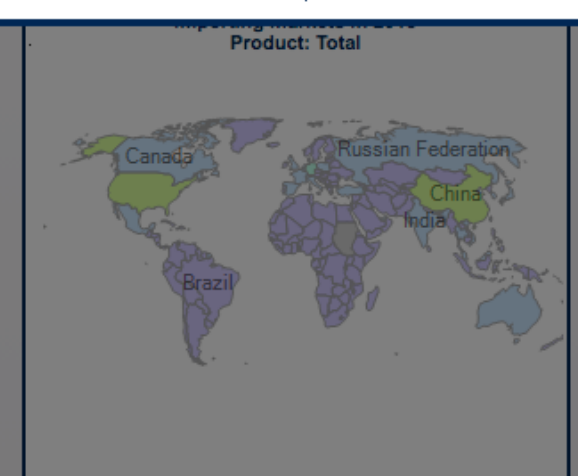 Product: Total
Canada
Russian Federation
China
India
Brazil